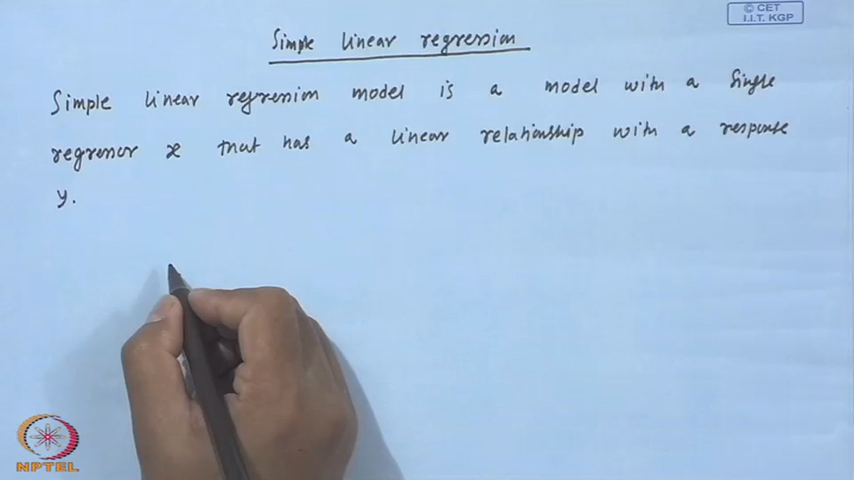 © CET
I.I.T. KGP
Simple linear regression
Simple linear regression model is a model with a single
regressor x that has a linear relationship with a response
y.
NPTEL